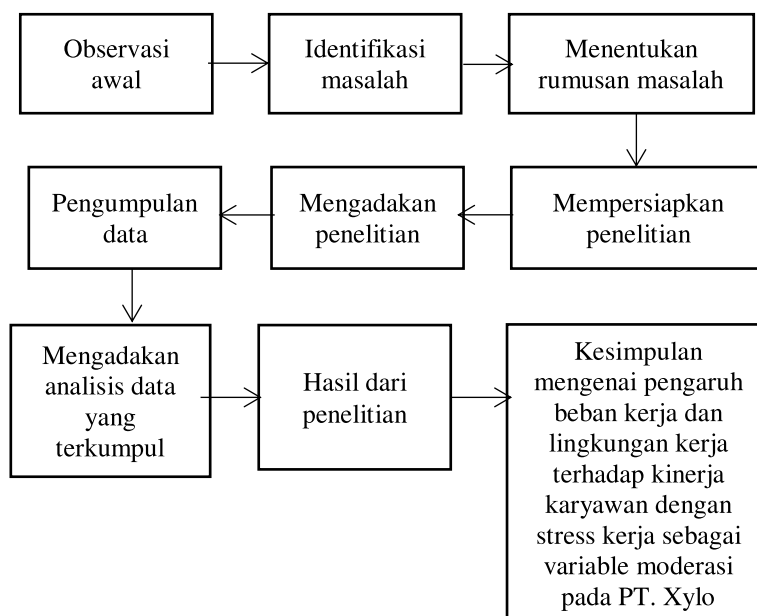 Observasi
awal
Identifikasi
masalah
Menentukan
rumusan masalah
Mempersiapkan
penelitian
Mengadakan
penelitian
Pengumpulan
data
Mengadakan
analisis data
yang
terkumpul
Hasil dari
penelitian
Kesimpulan
mengenai pengaruh
beban kerja dan
lingkungan kerja
terhadap kinerja
karyawan dengan
stress kerja sebagai
variable moderasi
pada PT. Xylo